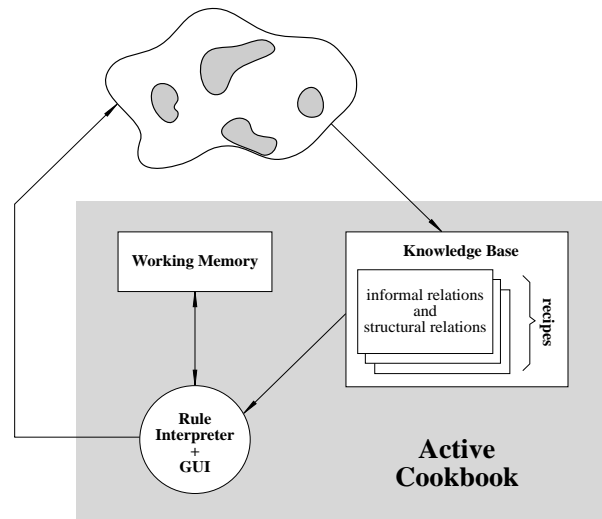 Working Memory
Knowledge Base
informal relations
and
structural relations
recipes
Rule
Interpreter
+
GUI
Active
Cookbook